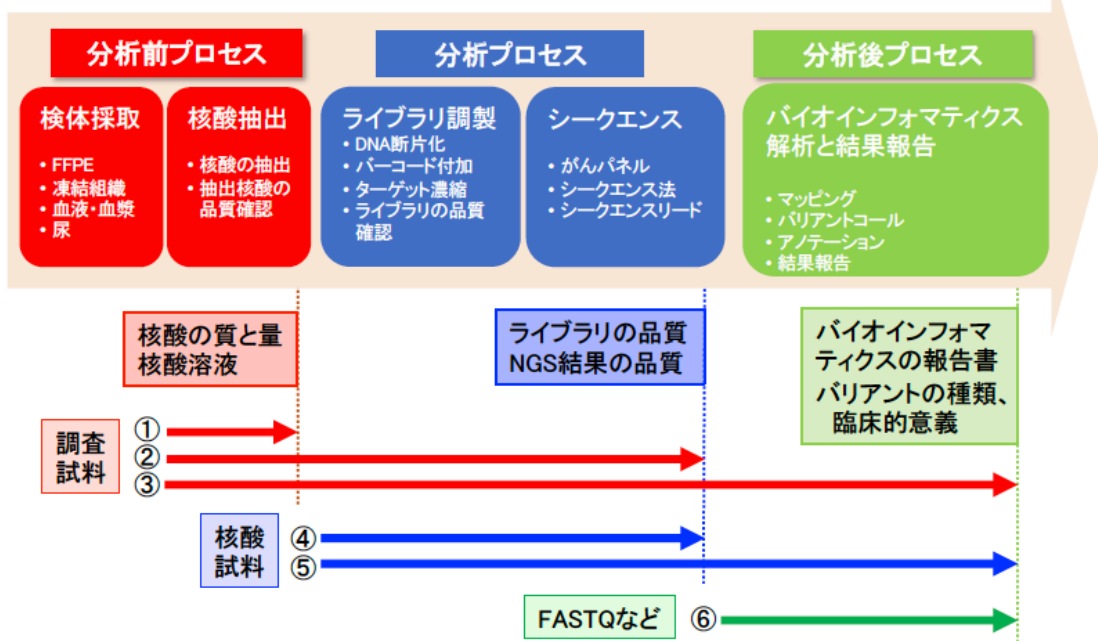 分析前プロセス
分析プロセス
分析後プロセス
検体採取
・FFPE
・凍結組織
・血液・血漿
・尿
核酸抽出
・核酸の抽出
・抽出核酸の
品質確認
ライブラリ調製
・DNA断片化
・バーコード付加
・ターゲット濃縮
・ライブラリの品質
確認
シークエンス
・がんパネル
・シークエンス法
・シークエンスリード
バイオインフォマティクス
解析と結果報告
・マッピング
・バリアントコール
・アノテーション
・結果報告
核酸の質と量
核酸溶液
ライブラリの品質
NGS結果の品質
バイオインフォマ
ティクスの報告書
バリアントの種類、
臨床的意義
調査
試料
①
②
③
核酸
試料
④
⑤
FASTQなど
⑥